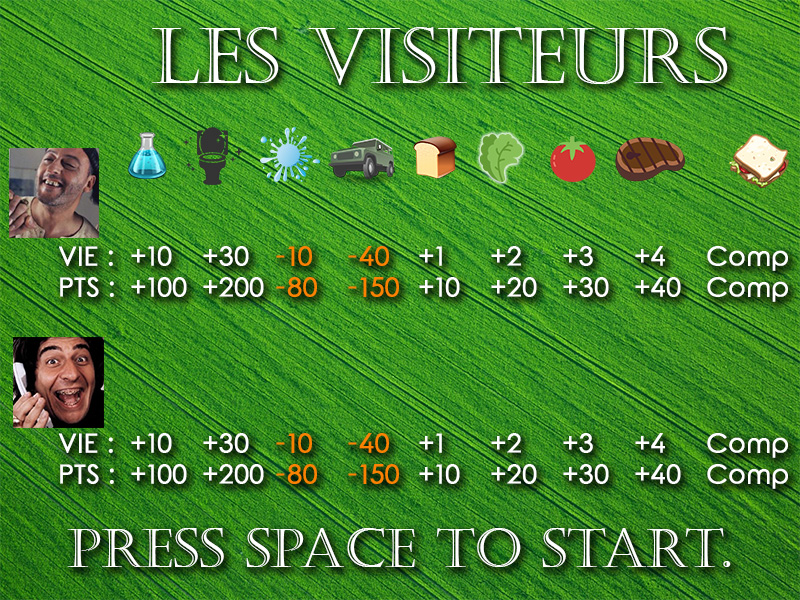 LES VISITEURS
VIE : +10 +30 -10 -40 +1 +2 +3 +4 Comp
PTS : +100 +200 -80 -150 +10 +20 +30 +40 Comp
VIE : +10 +30 -10 -40 +1 +2 +3 +4 Comp
PTS : +100 +200 -80 -150 +10 +20 +30 +40 Comp
PRESS SPACE TO START.